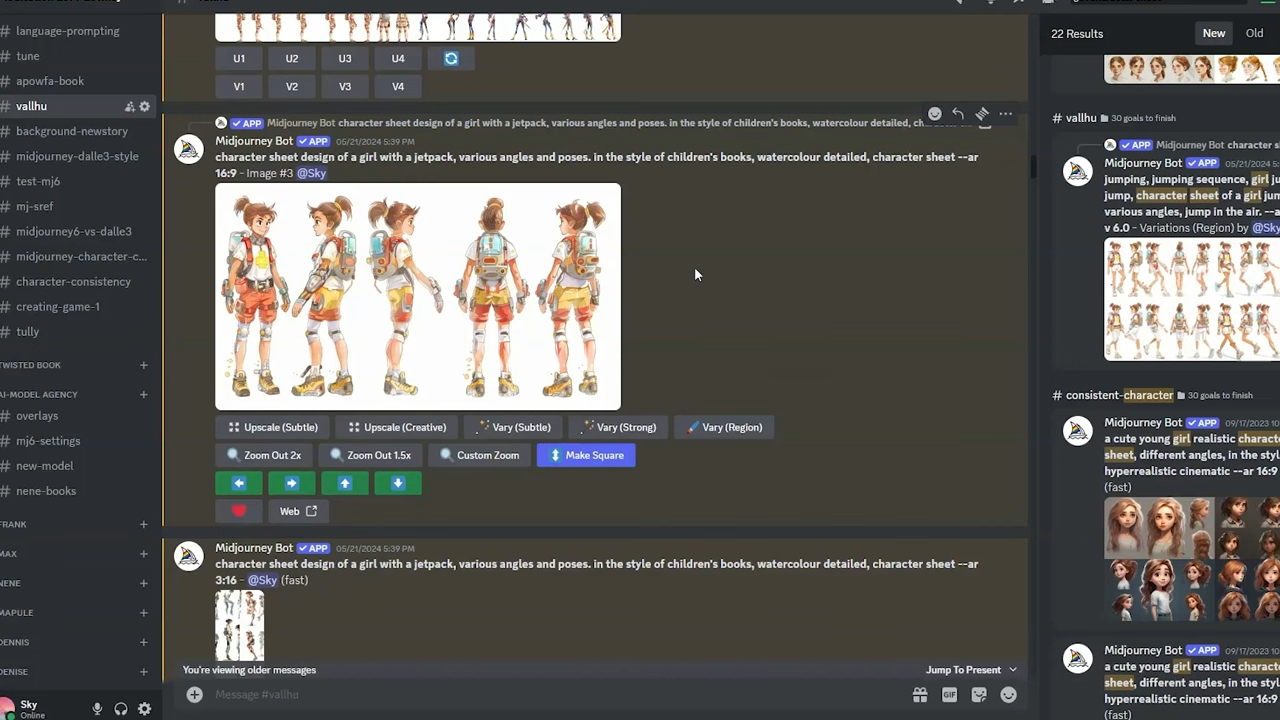 # language-prompting
# tune
# apowfa-book
# vallhu
# background-newstory
# midjourney-dalle3-style
# test-mj6
# mj-sref
# midjourney6-vs-dalle3
# midjourney-character-c...
# character-consistency
# creating-game-1
# tully
TWISTED BOOK
AI-MODEL AGENCY
# overlays
# mj6-settings
# new-model
# nene-books
FRANK
MAX
NENE
MAPULE
DENNIS
DENISE
Sky
Online
U1 U2 U3 U4
V1 V2 V3 V4
APP Midjourney Bot character sheet design of a girl with a jetpack, various angles and poses. in the style of children's books, watercolour detailed,
Midjourney Bot APP 05/21/2024 5:39 PM
character sheet design of a girl with a jetpack, various angles and poses. in the style of children's books, watercolour detailed, character sheet --ar
16:9 - Image #3 @Sky
Upscale (Subtle) Upscale (Creative) Vary (Subtle) Vary (Strong) Vary (Region)
Zoom Out 2x Zoom Out 1.5x Custom Zoom Make Square
Web
Midjourney Bot APP 05/21/2024 5:39 PM
character sheet design of a girl with a jetpack, various angles and poses. in the style of children's books, watercolour detailed, character sheet --ar
3:16 - @Sky (fast)
You're viewing older messages Jump To Present
Message #vallhu
GIF
22 Results New Old
# vallhu 30 goals to finish
APP Midjourney Bot character
Midjourney Bot APP 05/21/2024 5:
jumping, jumping sequence, girl
jump, character sheet of a girl
various angles, jump in the air. --
v 6.0 - Variations (Region) by @Sky
# consistent-character 30 goals to finish
Midjourney Bot APP 09/17/2023 10
a cute young girl realistic
sheet, different angles, in the
hyperrealistic cinematic --ar 16:9
(fast)
Midjourney Bot APP 09/17/2023 10
a cute young girl realistic
sheet, different angles, in the
hyperrealistic cinematic --ar 16:9
(fast)